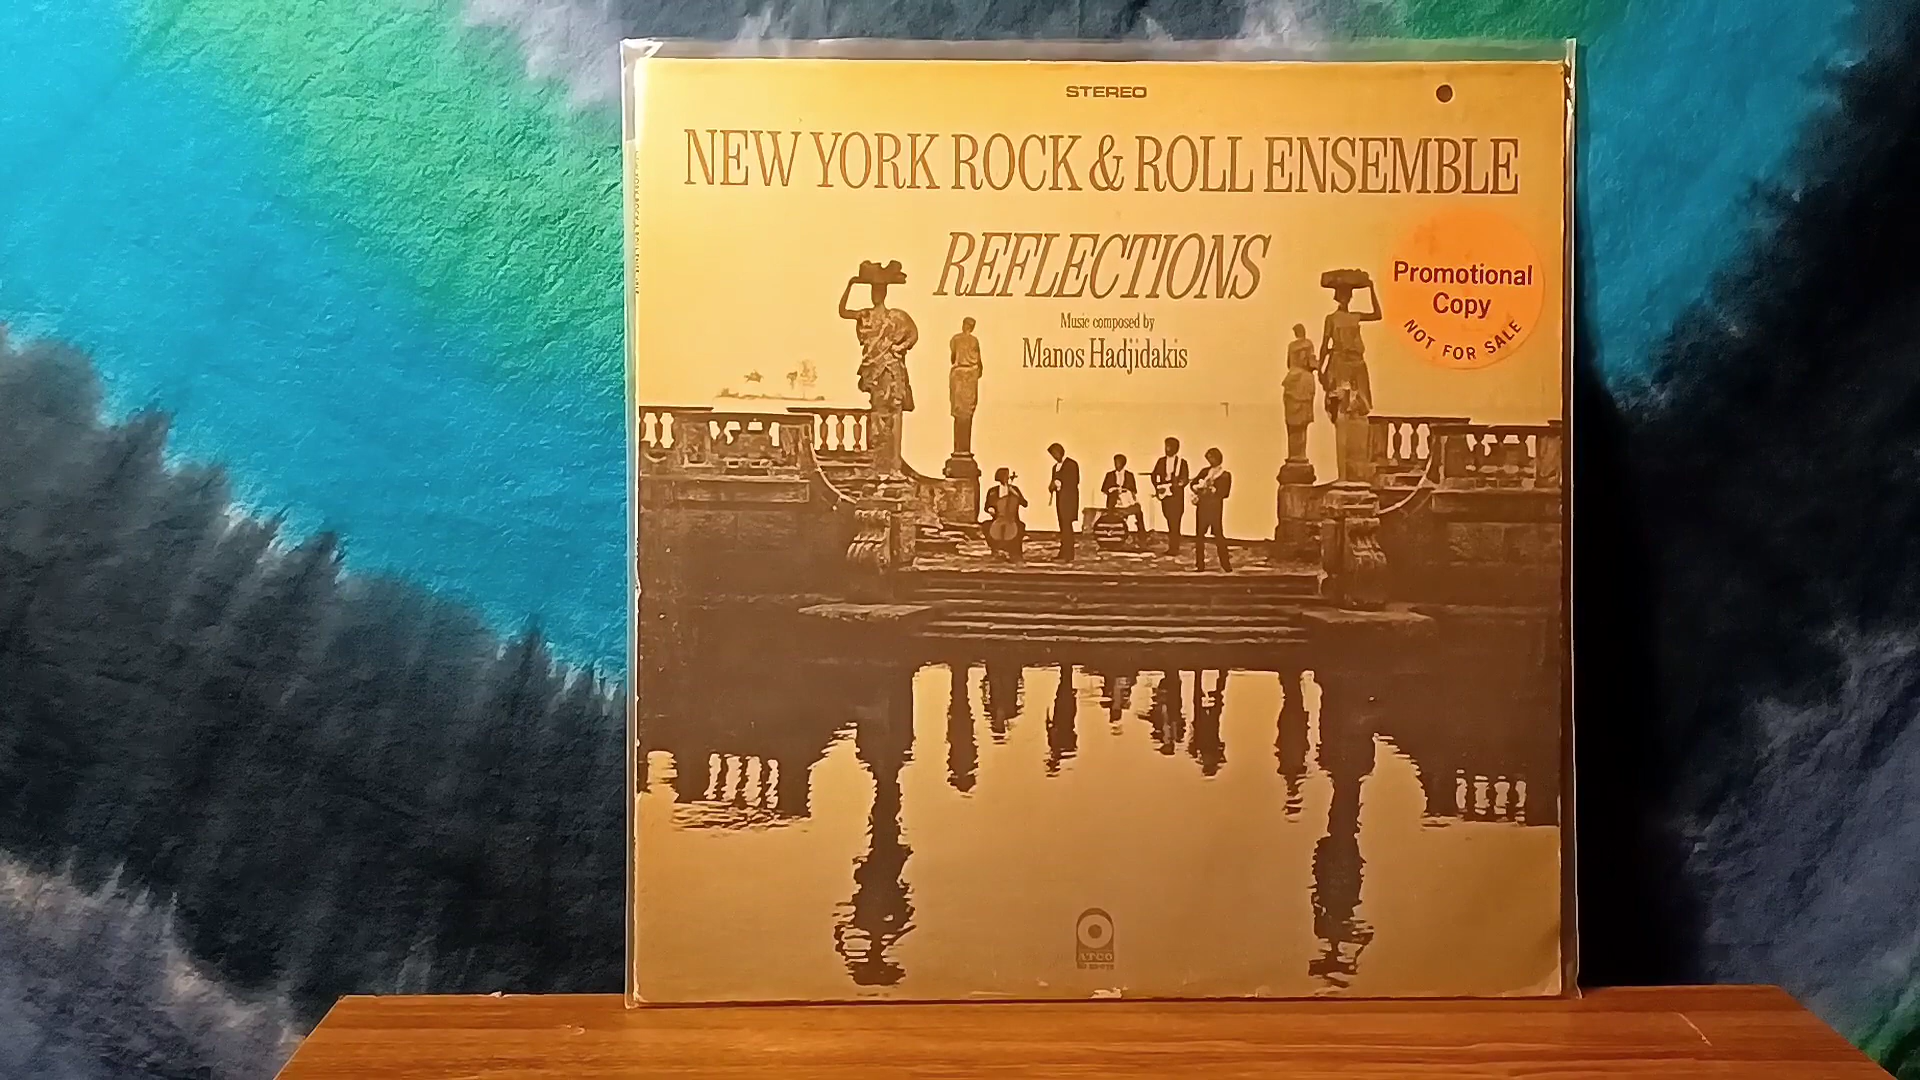 STEREO
NEW YORK ROCK & ROLL ENSEMBLE
REFLECTIONS
Music composed by
Manos Hadjidakis
Promotional
Copy
NOT FOR SALE
ATCO